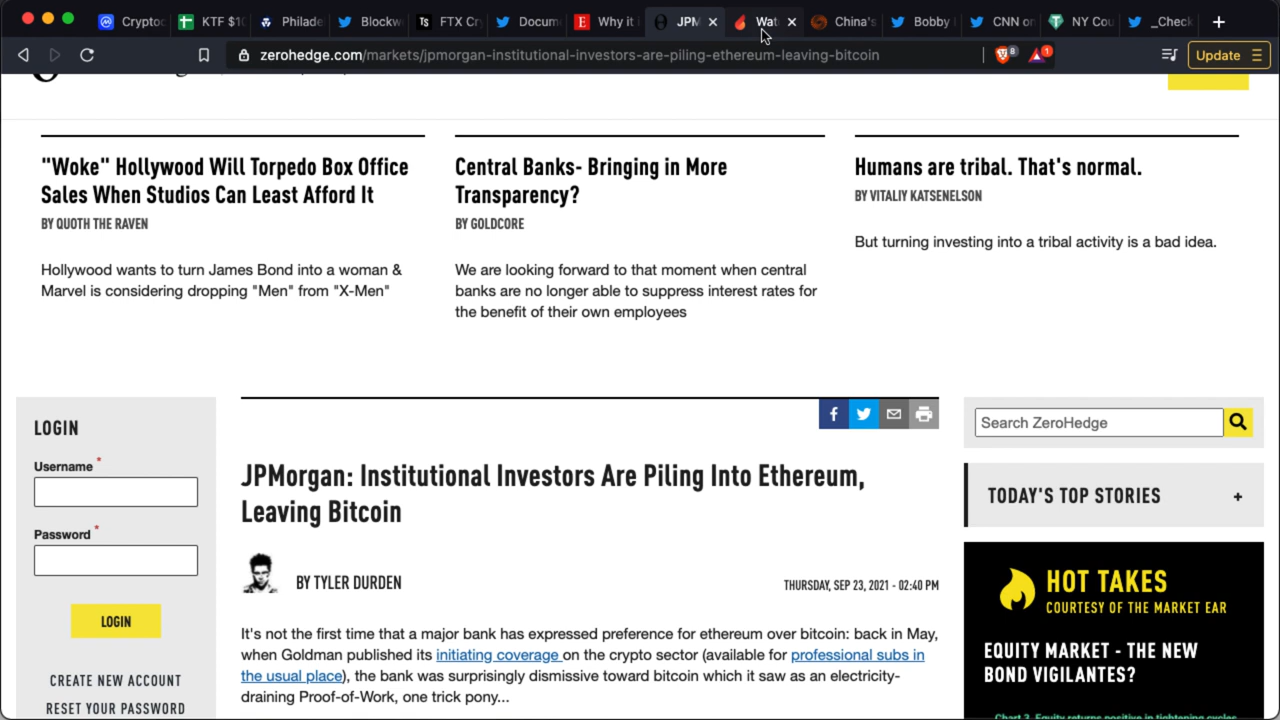 Crypto
KTF $10
Philade
Blockw
FTX Cr
Docum
Why it i
JPM
Wat
China's
Bobby
CNN on
NY Cou
_Check
zerohedge.com/markets/jpmorgan-institutional-investors-are-piling-ethereum-leaving-bitcoin
8
1
Update
"Woke" Hollywood Will Torpedo Box Office
Sales When Studios Can Least Afford It
BY QUOTH THE RAVEN
Hollywood wants to turn James Bond into a woman &
Marvel is considering dropping "Men" from "X-Men"
Central Banks- Bringing in More
Transparency?
BY GOLDCORE
We are looking forward to that moment when central
banks are no longer able to suppress interest rates for
the benefit of their own employees
Humans are tribal. That's normal.
BY VITALIY KATSENELSON
But turning investing into a tribal activity is a bad idea.
LOGIN
Username *
Password *
LOGIN
CREATE NEW ACCOUNT
RESET YOUR PASSWORD
JPMorgan: Institutional Investors Are Piling Into Ethereum,
Leaving Bitcoin
BY TYLER DURDEN
THURSDAY, SEP 23, 2021 - 02:40 PM
It's not the first time that a major bank has expressed preference for ethereum over bitcoin: back in May,
when Goldman published its initiating coverage on the crypto sector (available for professional subs in
the usual place), the bank was surprisingly dismissive toward bitcoin which it saw as an electricity-
draining Proof-of-Work, one trick pony...
Search ZeroHedge
TODAY'S TOP STORIES
+
HOT TAKES
COURTESY OF THE MARKET EAR
EQUITY MARKET - THE NEW
BOND VIGILANTES?
Chart 3. Equity returns positive in tightening cycles